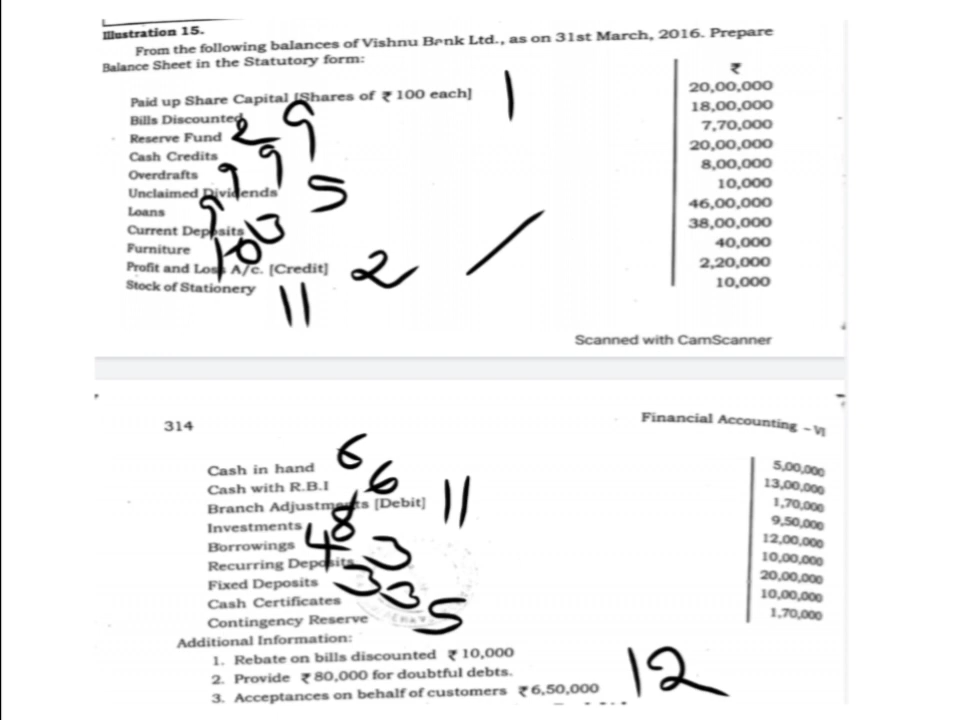 Illustration 15.
From the following balances of Vishnu Bank Ltd., as on 31st March, 2016. Prepare
Balance Sheet in the Statutory form:
₹
Paid up Share Capital [Shares of ₹ 100 each] 1 20,00,000
Bills Discounted 9 18,00,000
Reserve Fund 2 7,70,000
Cash Credits 9 20,00,000
Overdrafts 9 8,00,000
Unclaimed Dividends 5 10,000
Loans 9 46,00,000
Current Deposits 3 38,00,000
Furniture 10 40,000
Profit and Loss A/c. [Credit] 2 2,20,000
Stock of Stationery 11 10,000
Scanned with CamScanner
314 Financial Accounting - VI
Cash in hand 6 5,00,000
Cash with R.B.I 6 13,00,000
Branch Adjustments [Debit] 11 1,70,000
Investments 8 9,50,000
Borrowings 4 12,00,000
Recurring Deposits 3 10,00,000
Fixed Deposits 3 20,00,000
Cash Certificates 3 10,00,000
Contingency Reserve 5 1,70,000
Additional Information:
1. Rebate on bills discounted ₹ 10,000
2. Provide ₹ 80,000 for doubtful debts.
3. Acceptances on behalf of customers ₹ 6,50,000 12